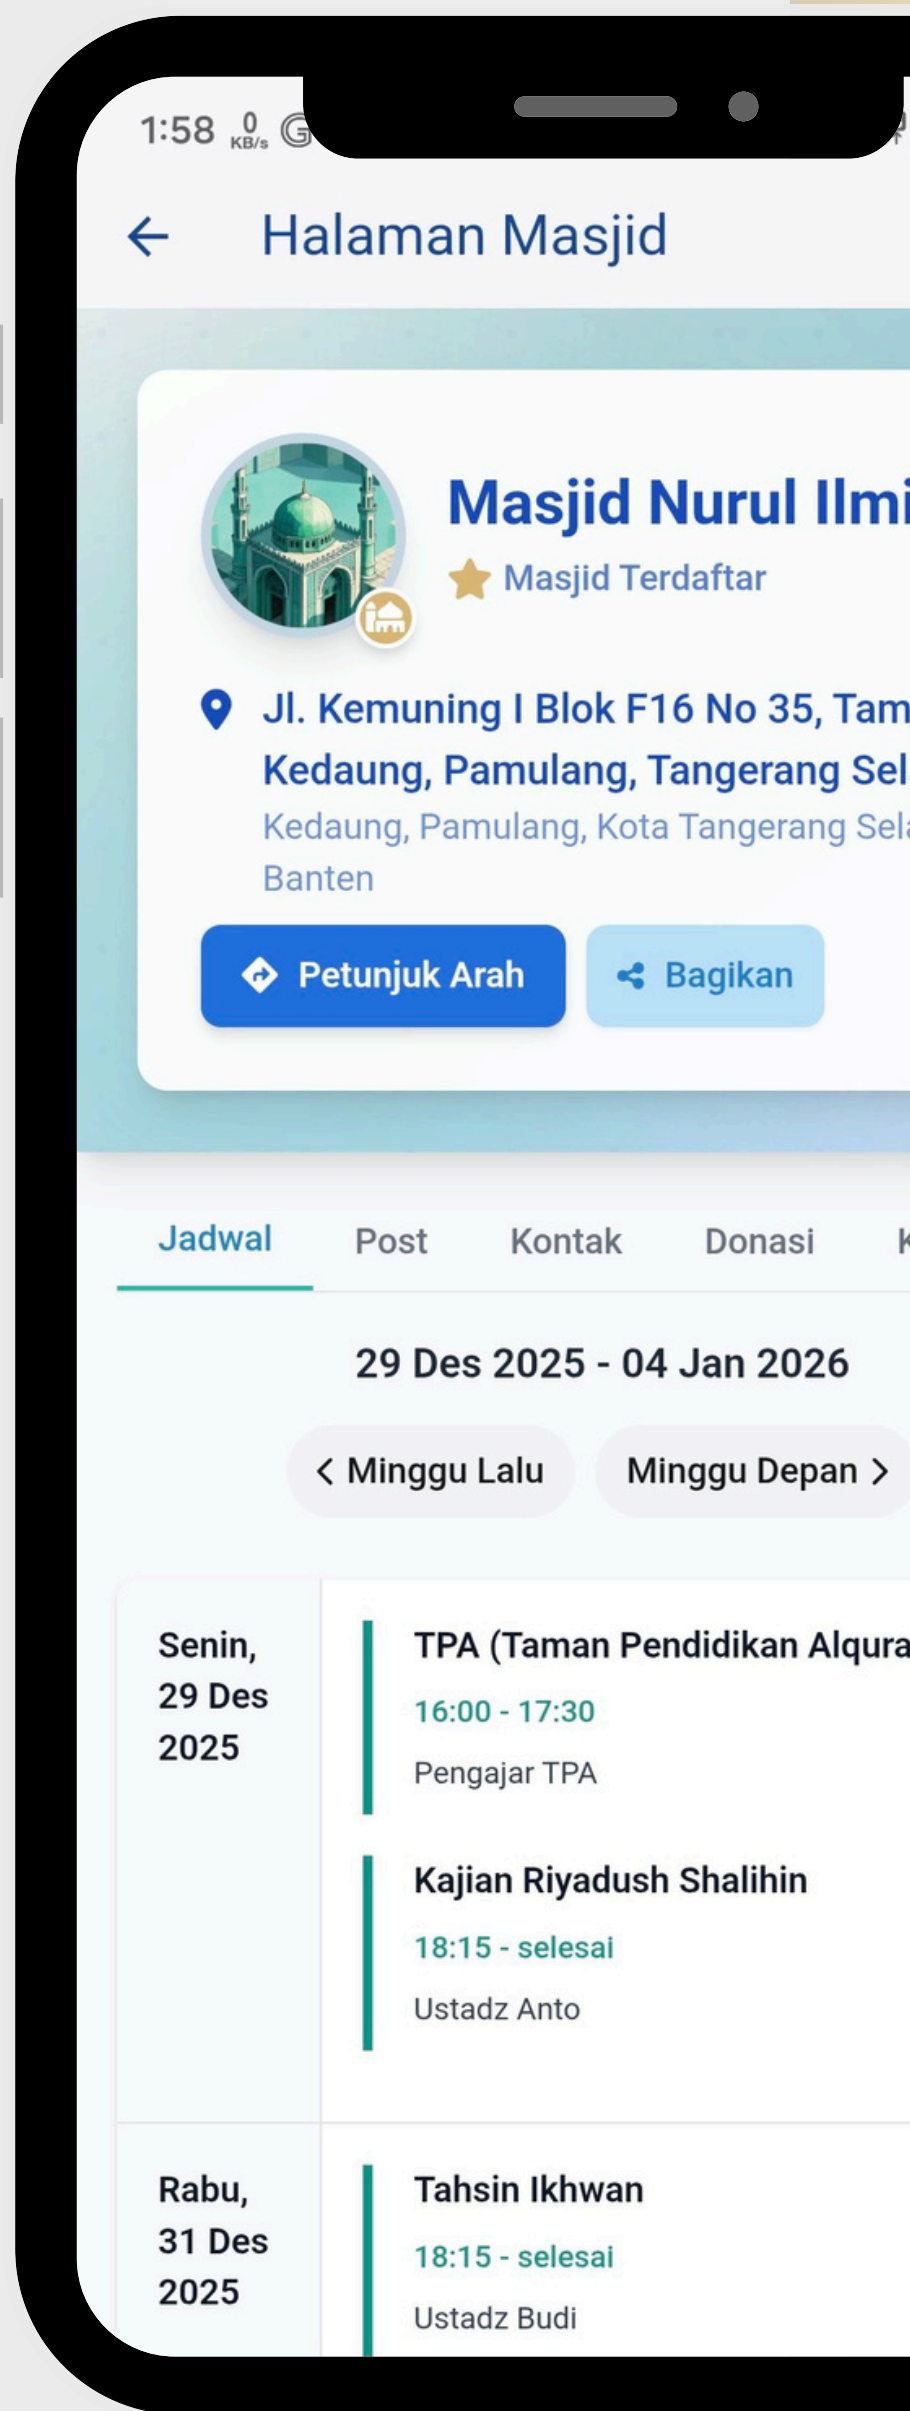 1:58 0 KB/s
Halaman Masjid
Masjid Nurul Ilmi
Masjid Terdaftar
Jl. Kemuning I Blok F16 No 35, Tam
Kedaung, Pamulang, Tangerang Sel
Kedaung, Pamulang, Kota Tangerang Sela
Banten
Petunjuk Arah Bagikan
Jadwal Post Kontak Donasi K
29 Des 2025 - 04 Jan 2026
< Minggu Lalu Minggu Depan >
Senin,
29 Des
2025
TPA (Taman Pendidikan Alqura
16:00 - 17:30
Pengajar TPA
Kajian Riyadush Shalihin
18:15 - selesai
Ustadz Anto
Rabu,
31 Des
2025
Tahsin Ikhwan
18:15 - selesai
Ustadz Budi